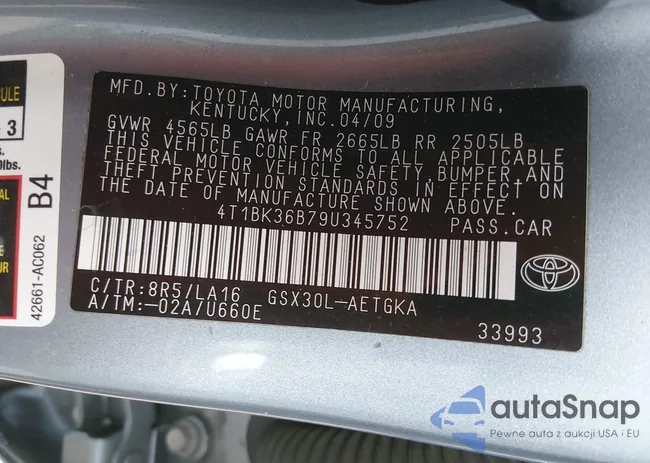 MFD.BY:TOYOTA MOTOR MANUFACTURING,
KENTUCKY,INC.04/09
GVWR 4565LB GAWR FR 2665LB RR 2505LB
THIS VEHICLE CONFORMS TO ALL APPLICABLE
FEDERAL MOTOR VEHICLE SAFETY,BUMPER,AND
THEFT PREVENTION STANDARDS IN EFFECT ON
THE DATE OF MANUFACTURE SHOWN ABOVE.
4T1BK36B79U345752 PASS.CAR
C/TR:8R5/LA16 GSX30L-AETGKA
A/TM:-02A/U660E
33993
3
B4
42661-AC062
autoSnap
Pewne auta z aukcji USA i EU